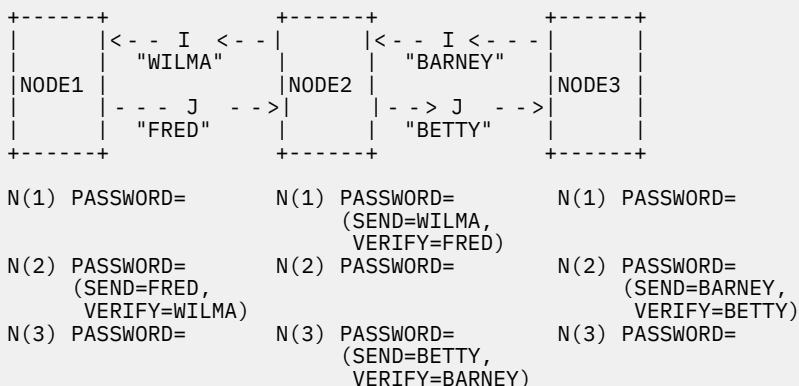 +------+ +------+ +------+
| |<- - I <- -| |<- - I <- - -| |
| | "WILMA" | | "BARNEY" | |
|NODE1 | |NODE2 | |NODE3 |
| |- - - J - ->| |- -> J - ->| |
| | "FRED" | | "BETTY" | |
+------+ +------+ +------+
N(1) PASSWORD= N(1) PASSWORD= N(1) PASSWORD=
(SEND=WILMA,
VERIFY=FRED)
N(2) PASSWORD= N(2) PASSWORD= N(2) PASSWORD=
(SEND=FRED, (SEND=BARNEY,
VERIFY=WILMA) VERIFY=BETTY)
N(3) PASSWORD= N(3) PASSWORD= N(3) PASSWORD=
(SEND=BETTY,
VERIFY=BARNEY)